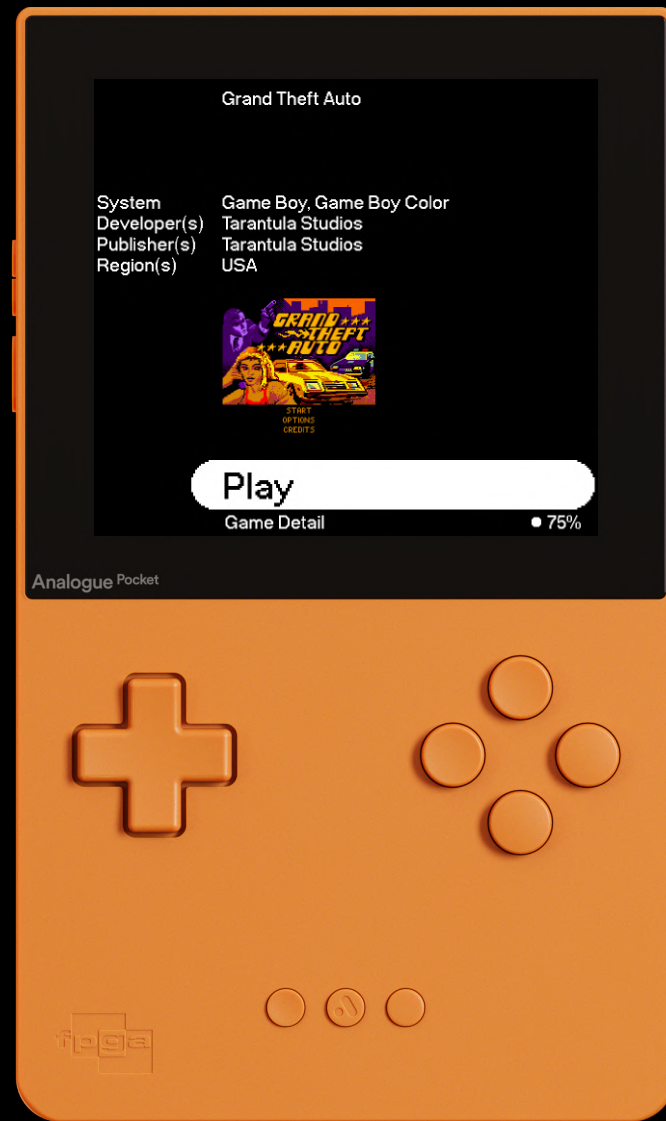 Grand Theft Auto
System Game Boy, Game Boy Color
Developer(s) Tarantula Studios
Publisher(s) Tarantula Studios
Region(s) USA
GRAND
THEFT
AUTO
START
OPTIONS
CREDITS
Play
Game Detail 75%
Analogue Pocket
fpga